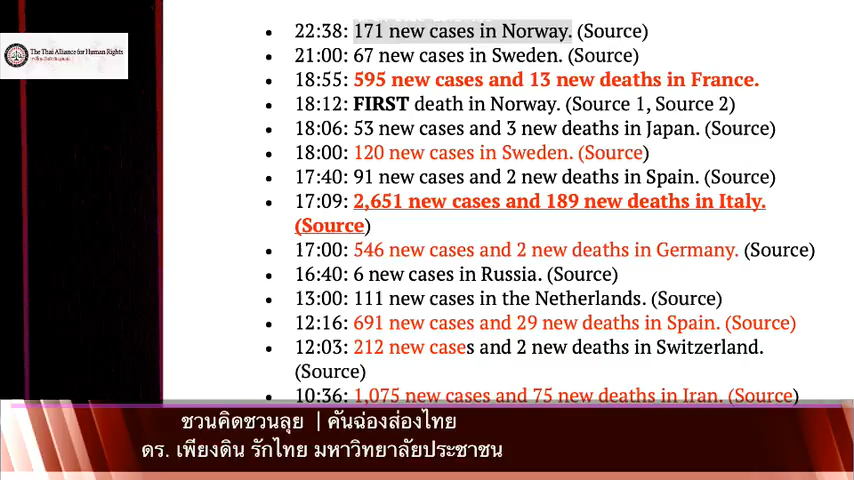 The Thai Alliance for Human Rights
22:38: 171 new cases in Norway. (Source)
21:00: 67 new cases in Sweden. (Source)
18:55: 595 new cases and 13 new deaths in France.
18:12: FIRST death in Norway. (Source 1, Source 2)
18:06: 53 new cases and 3 new deaths in Japan. (Source)
18:00: 120 new cases in Sweden. (Source)
17:40: 91 new cases and 2 new deaths in Spain. (Source)
17:09: 2,651 new cases and 189 new deaths in Italy.
(Source)
17:00: 546 new cases and 2 new deaths in Germany. (Source)
16:40: 6 new cases in Russia. (Source)
13:00: 111 new cases in the Netherlands. (Source)
12:16: 691 new cases and 29 new deaths in Spain. (Source)
12:03: 212 new cases and 2 new deaths in Switzerland.
(Source)
10:36: 1,075 new cases and 75 new deaths in Iran. (Source)
ชวนคิดชวนลุย | คันฉ่องส่องไทย
ดร. เพียงดิน รักไทย มหาวิทยาลัยประชาชน